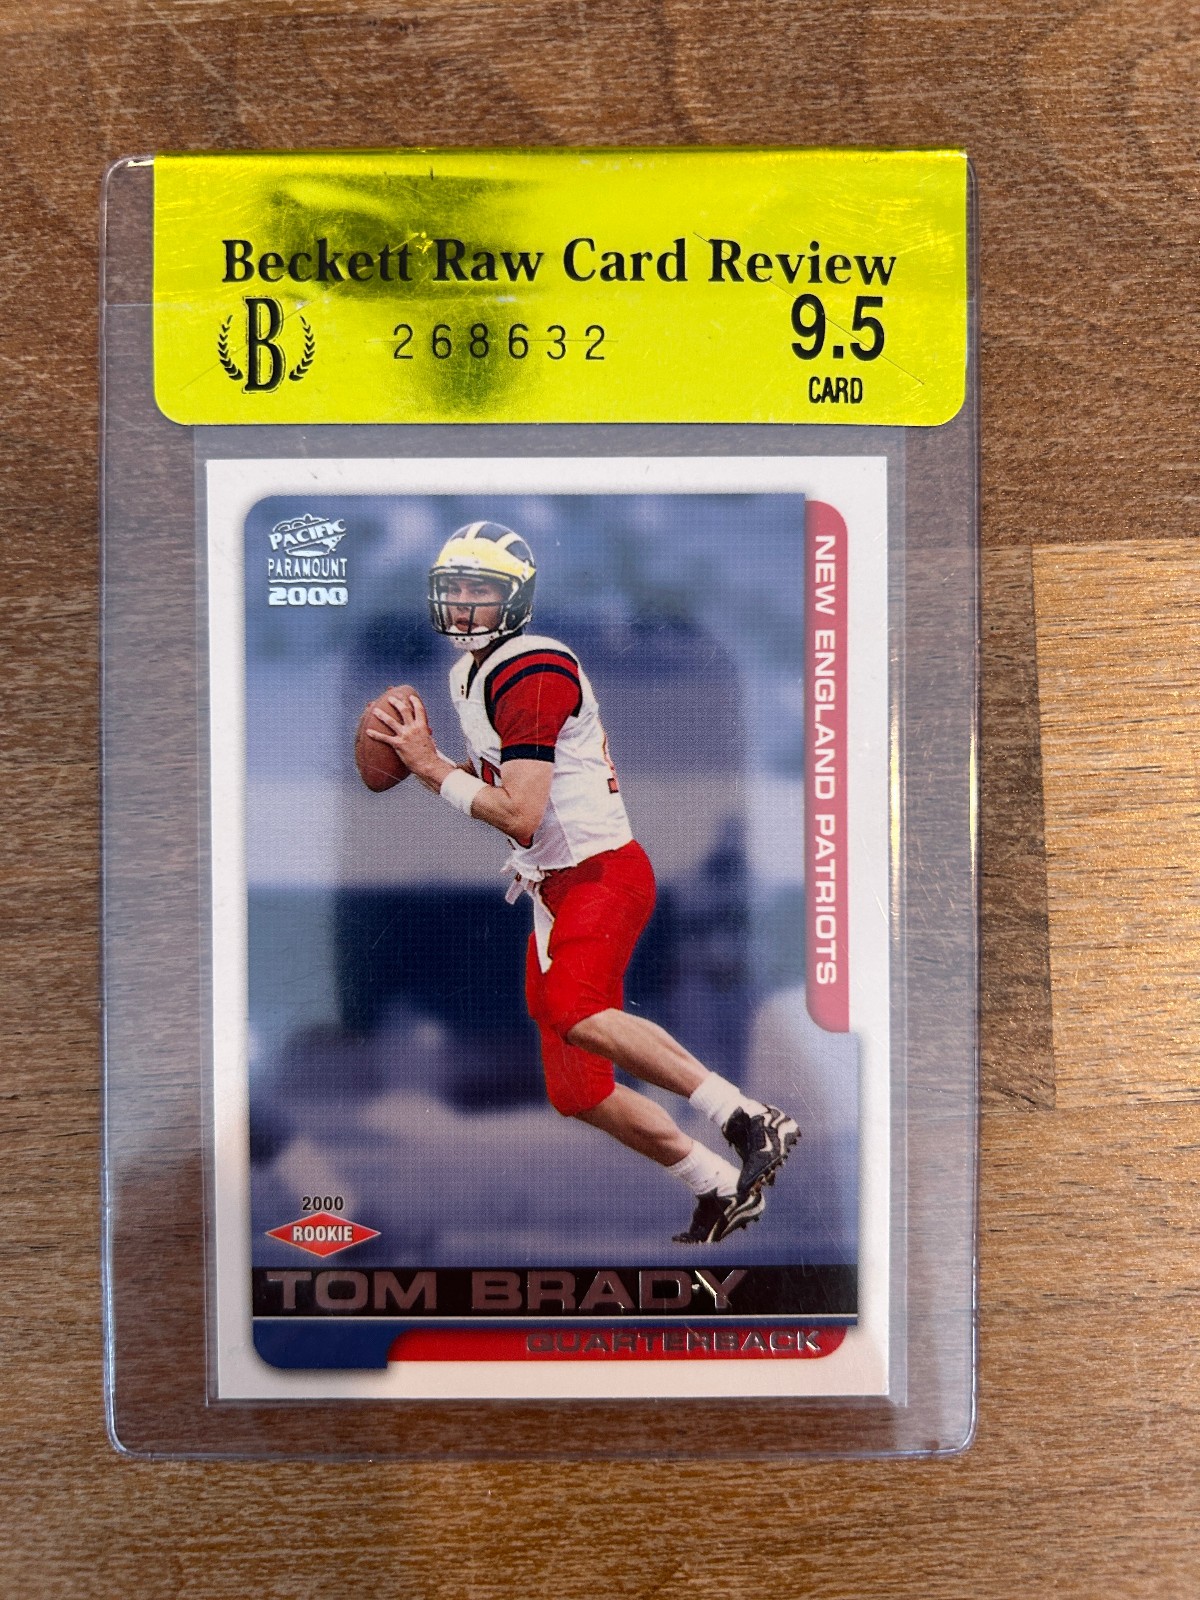 Beckett Raw Card Review
B
268632
9.5
CARD
PACIFIC
PARAMOUNT
2000
NEW ENGLAND PATRIOTS
2000
ROOKIE
TOM BRADY
QUARTERBACK